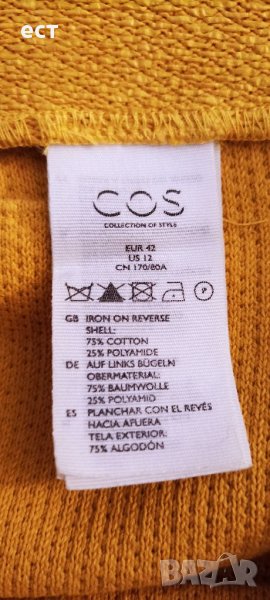 ect
COS
COLLECTION OF STYLE
EUR 42
US 12
CN 170/80A
P
GB IRON ON REVERSE
SHELL:
75% COTTON
25% POLYAMIDE
DE AUF LINKS BÜGELN
OBERMATERIAL:
75% BAUMWOLLE
25% POLYAMID
ES PLANCHAR CON EL REVÉS
HACIA AFUERA
TELA EXTERIOR:
75% ALGODÓN
bazar